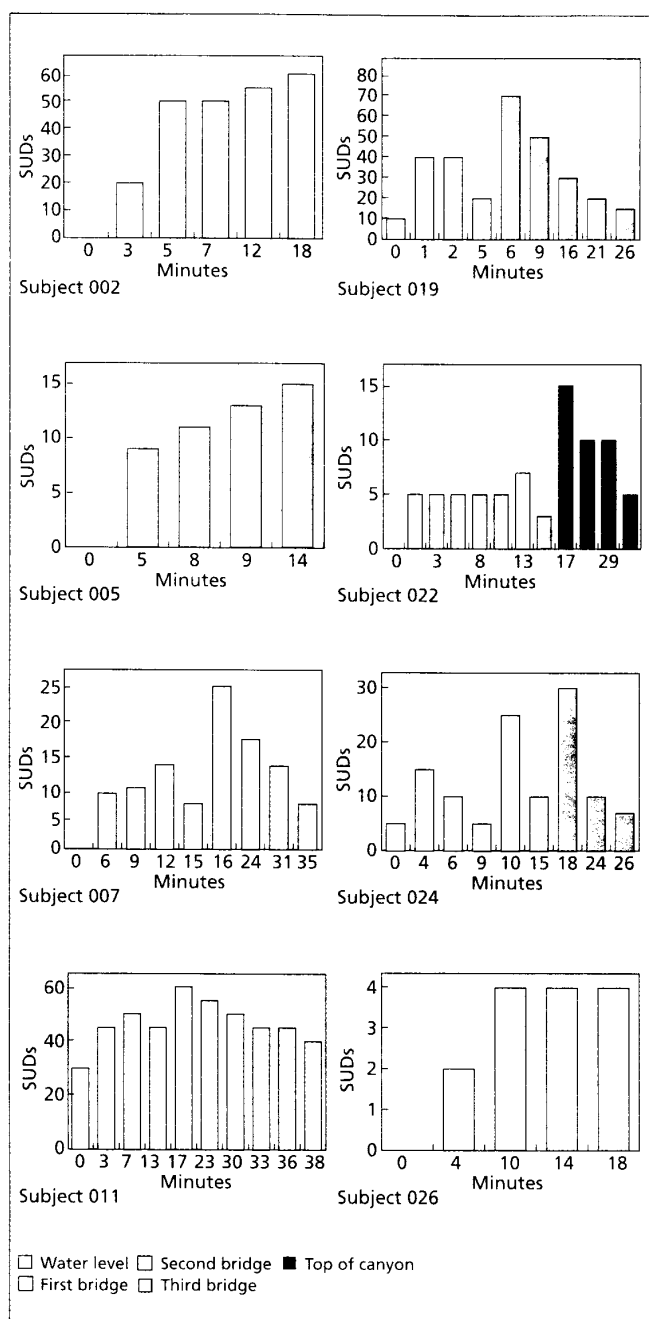 60
50
40
30
20
10
0
SUDs
0 3 5 7 12 18
Minutes
Subject 002
80
70
60
50
40
30
20
10
0
SUDs
0 1 2 5 6 9 16 21 26
Minutes
Subject 019
15
10
5
0
SUDs
0 5 8 9 14
Minutes
Subject 005
15
10
5
0
SUDs
0 3 8 13 17 29
Minutes
Subject 022
25
20
15
10
5
0
SUDs
0 6 9 12 15 16 24 31 35
Minutes
Subject 007
30
20
10
0
SUDs
0 4 6 9 10 15 18 24 26
Minutes
Subject 024
60
40
20
0
SUDs
0 3 7 13 17 23 30 33 36 38
Minutes
Subject 011
4
3
2
1
0
SUDs
0 4 10 14 18
Minutes
Subject 026
Water level Second bridge Top of canyon
First bridge Third bridge